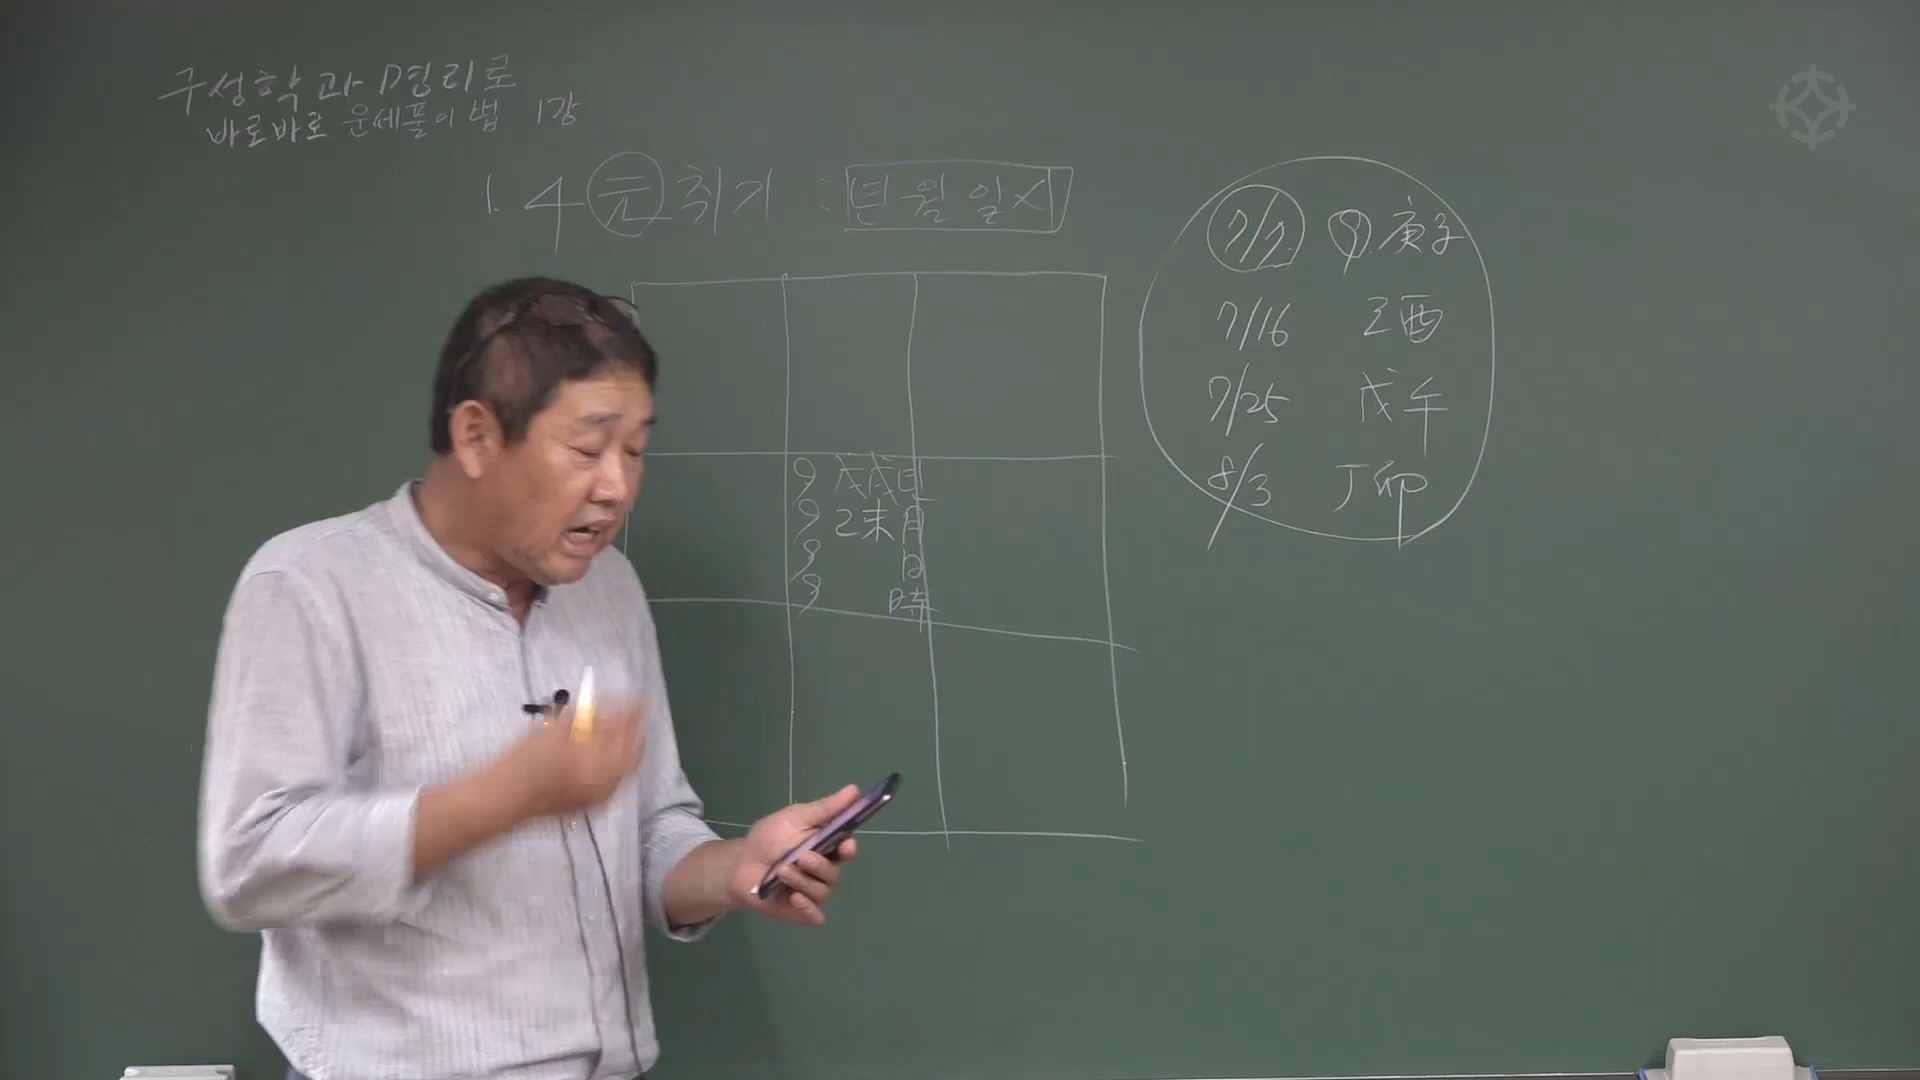 구성학과 명리로
바로바로 운세풀이법 1강
1. 4元취기 : 년월일시
9 戊戌년
9 己未月
9 日
9 時
7/7 9. 庚子
7/16 己酉
7/25 戊午
8/3 丁卯